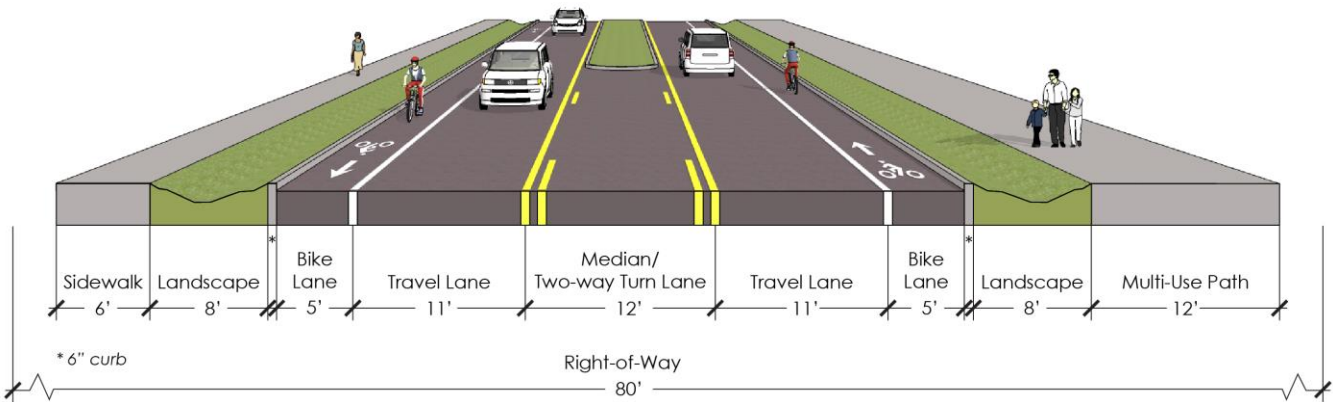 *
*
Sidewalk
6'
Landscape
8'
Bike
Lane
5'
Travel Lane
11'
Median/
Two-way Turn Lane
12'
Travel Lane
11'
Bike
Lane
5'
Landscape
8'
Multi-Use Path
12'
* 6" curb
Right-of-Way
80'